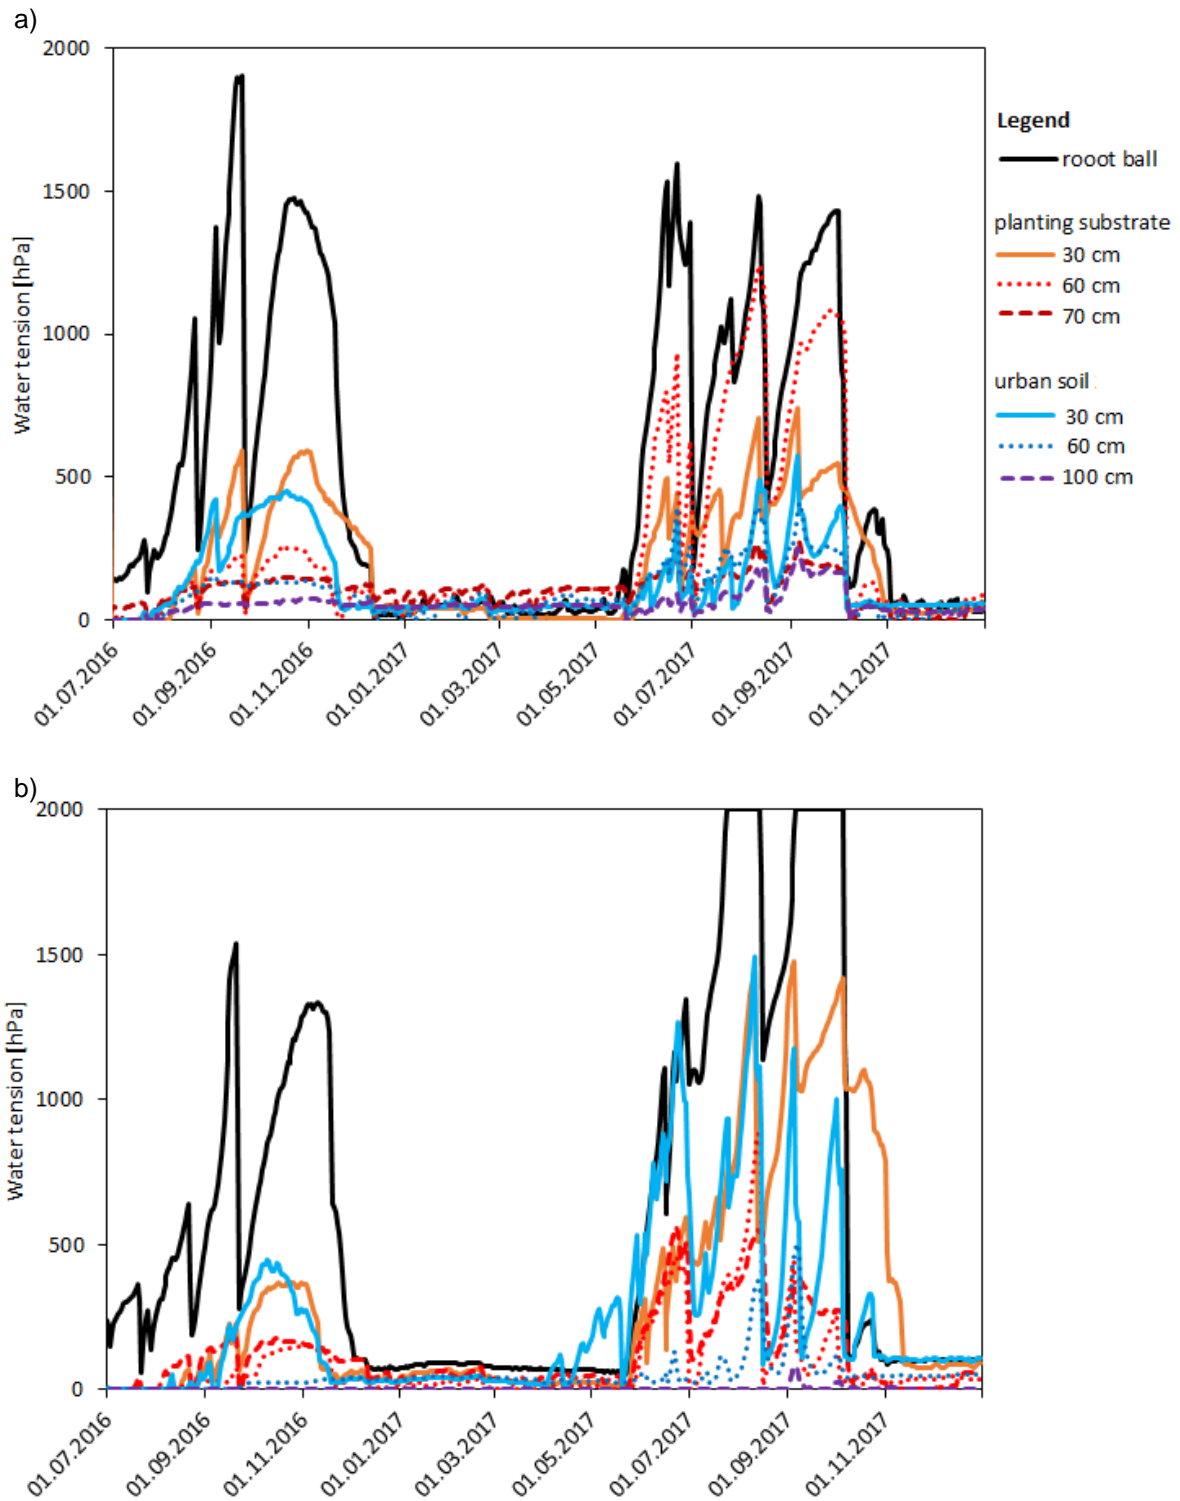 a)
2000
1500
1000
500
0
Water tension [hPa]
01.07.2016
01.09.2016
01.11.2016
01.01.2017
01.03.2017
01.05.2017
01.07.2017
01.09.2017
01.11.2017
Legend
rooot ball
planting substrate
30 cm
60 cm
70 cm
urban soil :
30 cm
60 cm
100 cm
b)
2000
1500
1000
500
0
Water tension [hPa]
01.07.2016
01.09.2016
01.11.2016
01.01.2017
01.03.2017
01.05.2017
01.07.2017
01.09.2017
01.11.2017